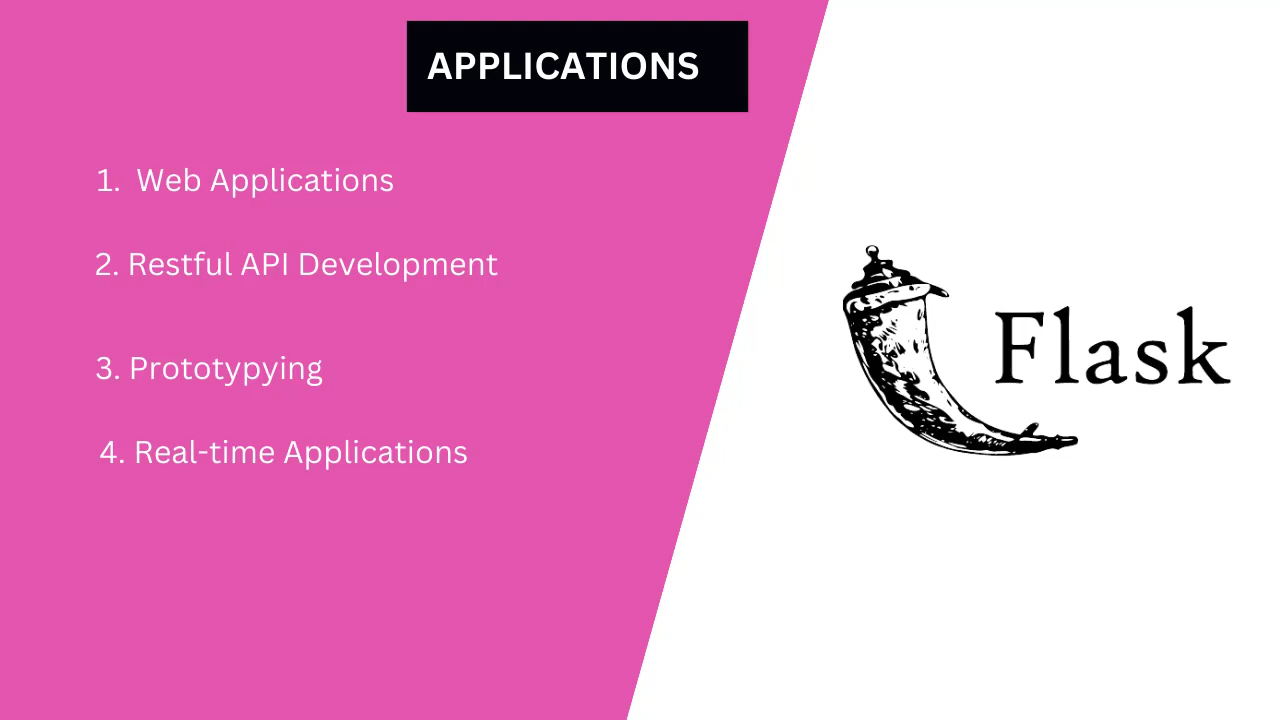 APPLICATIONS
1. Web Applications
2. Restful API Development
3. Prototypying
4. Real-time Applications
Flask